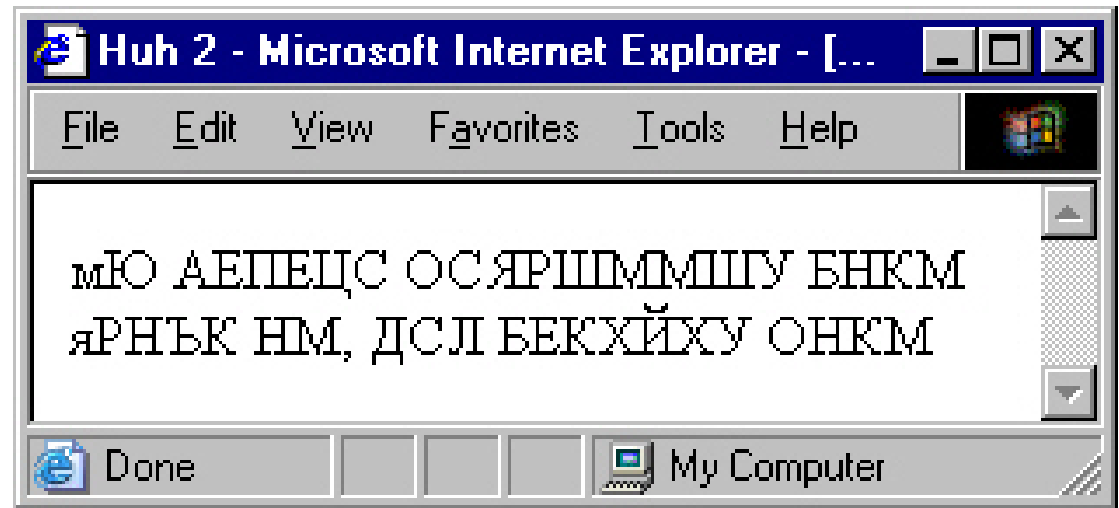 Huh 2 - Microsoft Internet Explorer - [...
File Edit View Favorites Tools Help
мЮ АЕПЕЦС ОСЯРШММШУ БНКМ
яРНЪК НМ, ДСЛ БЕКХЙХУ ОНКМ
Done My Computer